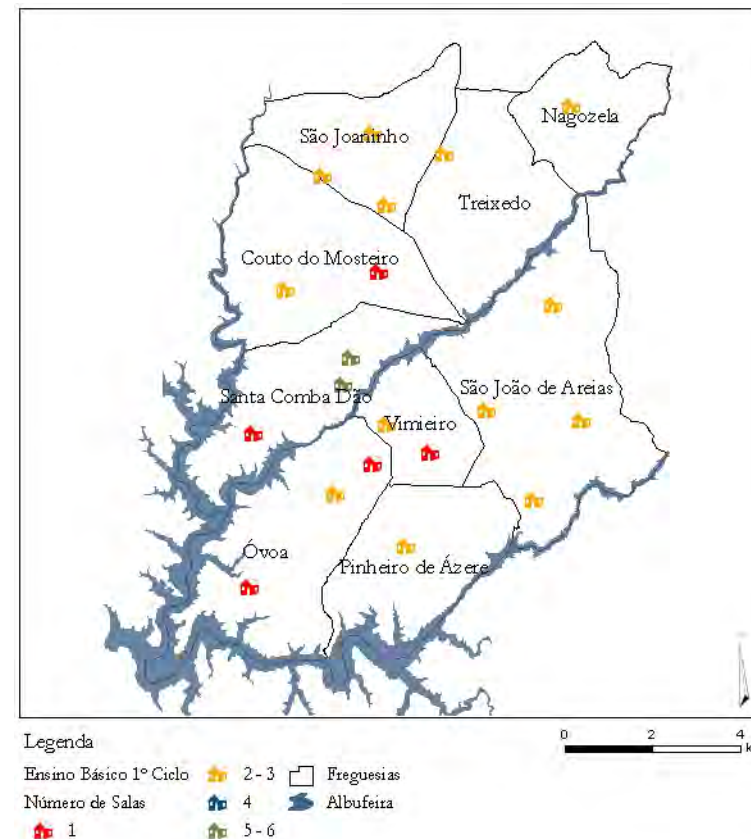 São Joaninho
Nagozela
Treixedo
Couto do Mosteiro
Santa Comba Dão
São João de Areias
Vimieiro
Óvoa
Pinheiro de Ázere
Legenda
0 2 4
Ensino Básico 1º Ciclo 2 - 3 Freguesias
Número de Salas 4 Albufeira
1 5 - 6